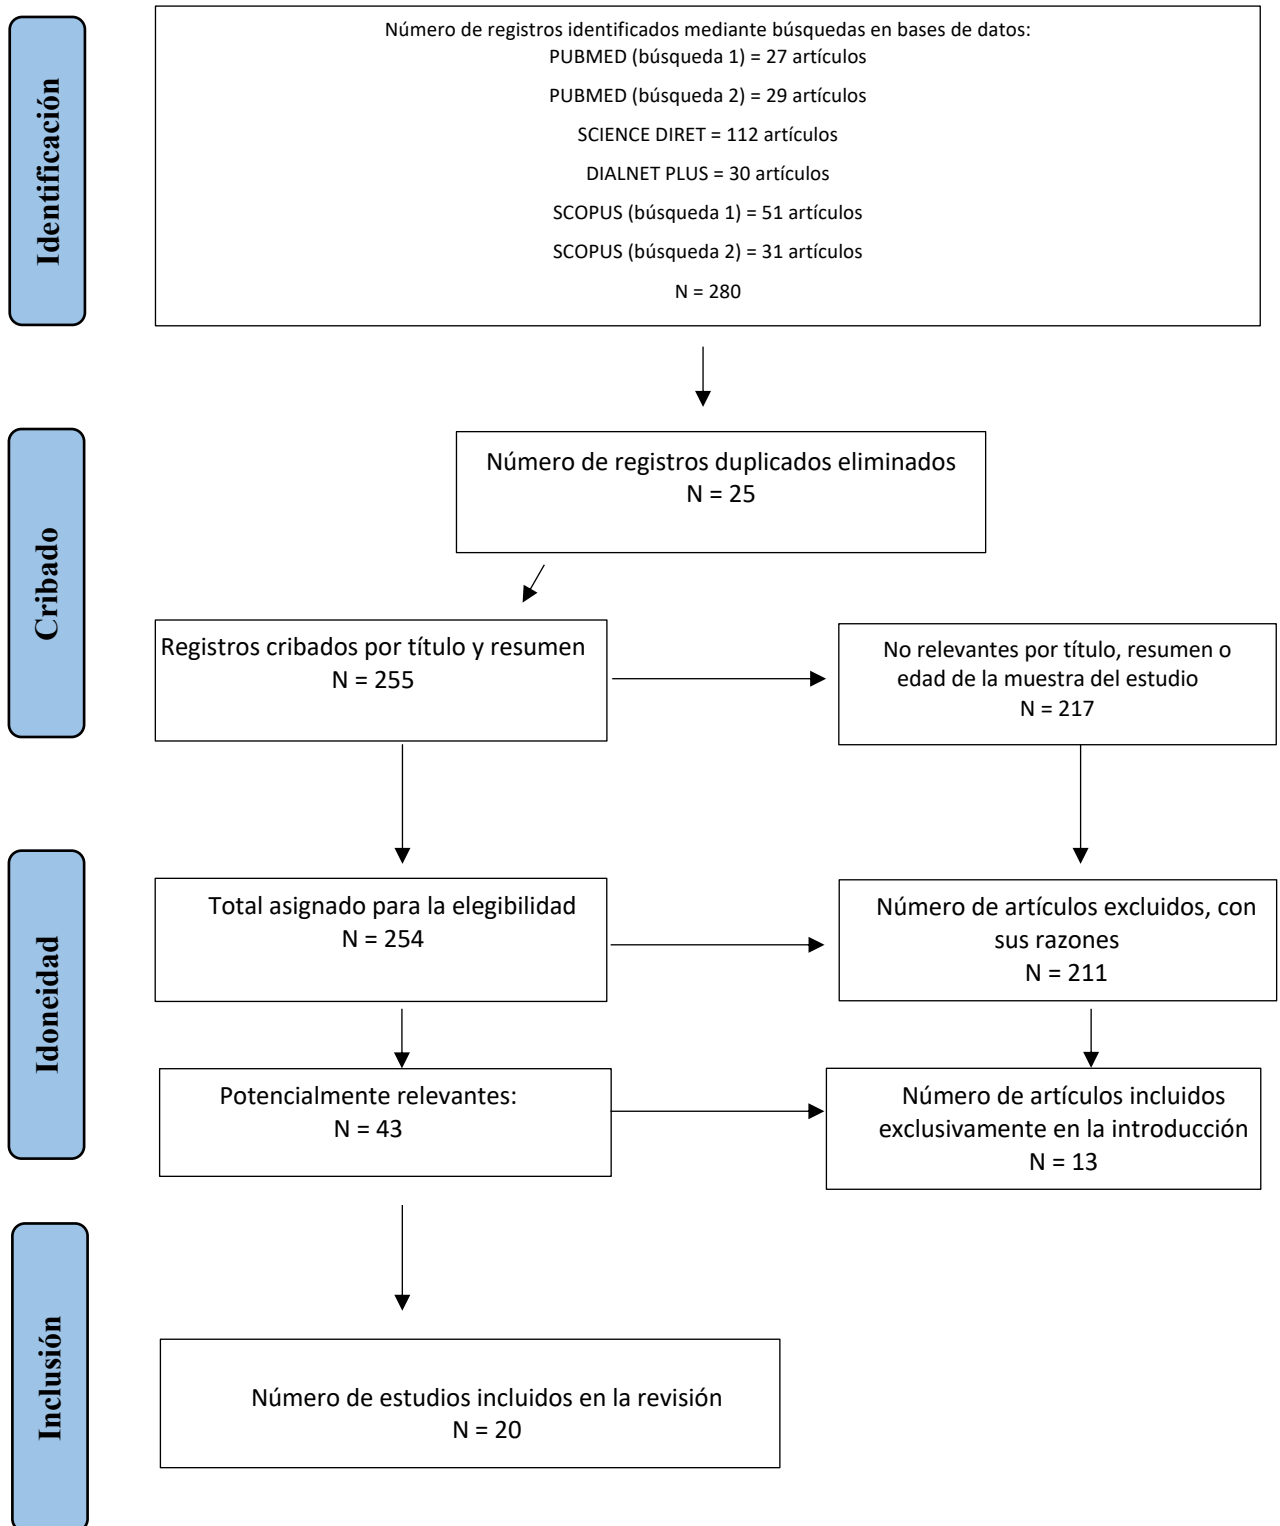 Identificación
Número de registros identificados mediante búsquedas en bases de datos:
PUBMED (búsqueda 1) = 27 artículos
PUBMED (búsqueda 2) = 29 artículos
SCIENCE DIRET = 112 artículos
DIALNET PLUS = 30 artículos
SCOPUS (búsqueda 1) = 51 artículos
SCOPUS (búsqueda 2) = 31 artículos
N = 280
Cribado
Número de registros duplicados eliminados
N = 25
Registros cribados por título y resumen
N = 255
No relevantes por título, resumen o
edad de la muestra del estudio
N = 217
Idoneidad
Total asignado para la elegibilidad
N = 254
Número de artículos excluidos, con
sus razones
N = 211
Potencialmente relevantes:
N = 43
Número de artículos incluidos
exclusivamente en la introducción
N = 13
Inclusión
Número de estudios incluidos en la revisión
N = 20